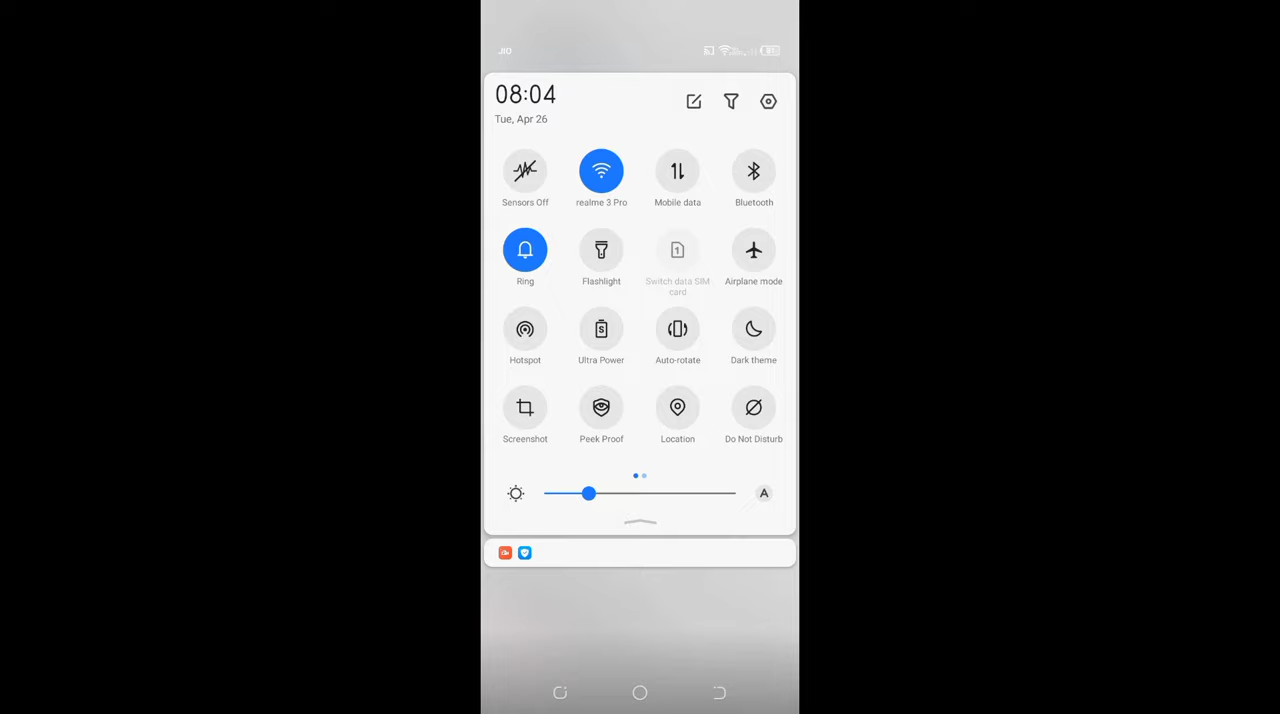 JIO
08:04
Tue, Apr 26
Sensors Off
realme 3 Pro
Mobile data
Bluetooth
Ring
Flashlight
Switch data SIM
card
Airplane mode
Hotspot
Ultra Power
Auto-rotate
Dark theme
Screenshot
Peek Proof
Location
Do Not Disturb
A